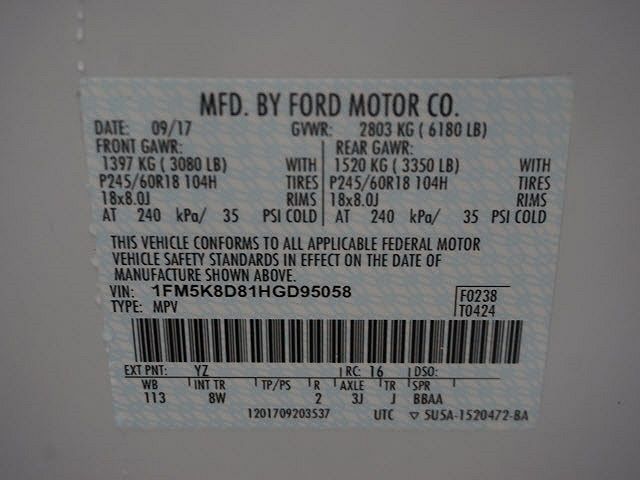 MFD. BY FORD MOTOR CO.
DATE: 09/17 GVWR: 2803 KG ( 6180 LB)
FRONT GAWR: REAR GAWR:
1397 KG ( 3080 LB) WITH 1520 KG ( 3350 LB) WITH
P245/60R18 104H TIRES P245/60R18 104H TIRES
18x8.0J RIMS 18x8.0J RIMS
AT 240 kPa/ 35 PSI COLD AT 240 kPa/ 35 PSI COLD
THIS VEHICLE CONFORMS TO ALL APPLICABLE FEDERAL MOTOR
VEHICLE SAFETY STANDARDS IN EFFECT ON THE DATE OF
MANUFACTURE SHOWN ABOVE.
VIN: 1FM5K8D81HGD95058 F0238
TYPE: MPV T0424
EXT PNT: YZ RC: 16 DSO:
WB INT TR TP/PS R AXLE TR SPR
113 8W 2 3J J BBAA
1201709203537 UTC ▽ 5U5A-1520472-BA